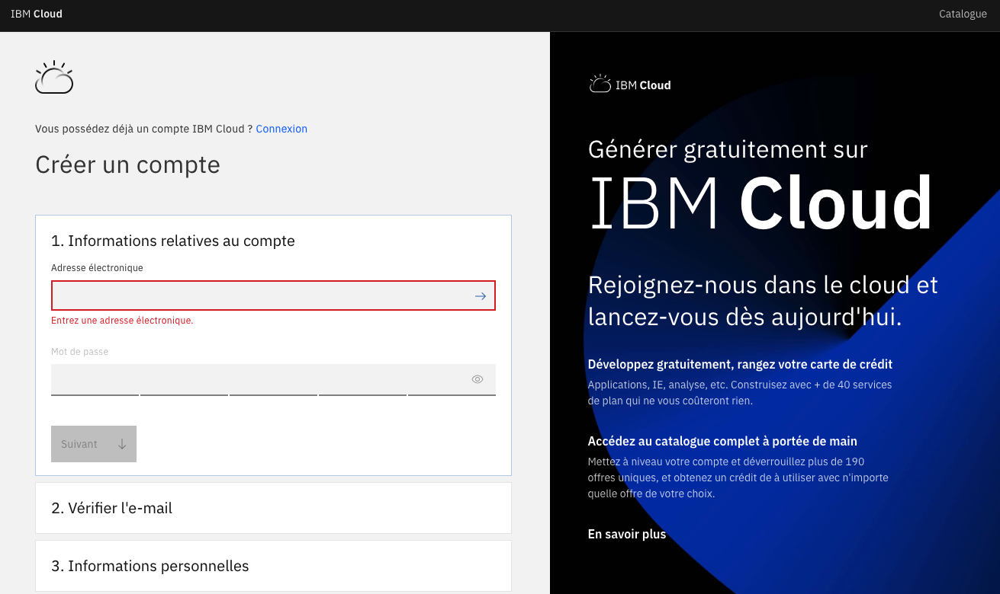 IBM Cloud
Catalogue
Vous possédez déjà un compte IBM Cloud ? Connexion
Créer un compte
1. Informations relatives au compte
Adresse électronique
Entrez une adresse électronique.
Mot de passe
Suivant
2. Vérifier l'e-mail
3. Informations personnelles
IBM Cloud
Générer gratuitement sur
IBM Cloud
Rejoignez-nous dans le cloud et
lancez-vous dès aujourd'hui.
Développez gratuitement, rangez votre carte de crédit
Applications, IE, analyse, etc. Construisez avec + de 40 services
de plan qui ne vous coûteront rien.
Accédez au catalogue complet à portée de main
Mettez à niveau votre compte et déverrouillez plus de 190
offres uniques, et obtenez un crédit de à utiliser avec n'importe
quelle offre de votre choix.
En savoir plus